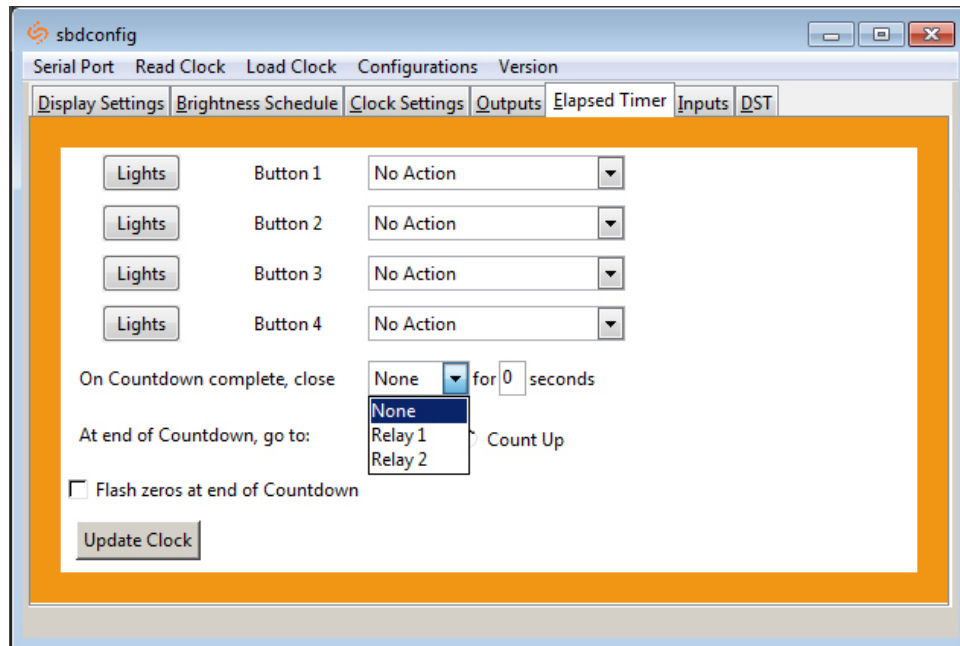 sbdconfig
Serial Port Read Clock Load Clock Configurations Version
Display Settings Brightness Schedule Clock Settings Outputs Elapsed Timer Inputs DST
Lights Button 1 No Action
Lights Button 2 No Action
Lights Button 3 No Action
Lights Button 4 No Action
On Countdown complete, close None for 0 seconds
None
At end of Countdown, go to: Relay 1 Count Up
Relay 2
Flash zeros at end of Countdown
Update Clock